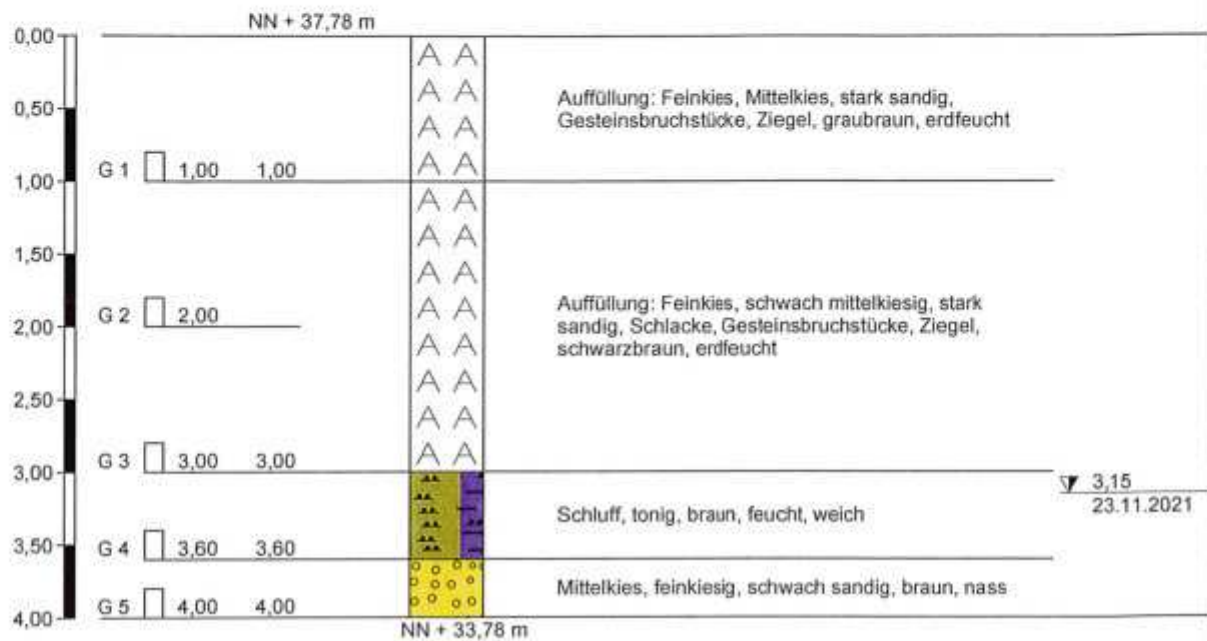 NN + 37,78 m
0,00
0,50
Auffüllung: Feinkies, Mittelkies, stark sandig,
Gesteinsbruchstücke, Ziegel, graubraun, erdfeucht
G 1 1,00 1,00
1,00
1,50
G 2 2,00
2,00
Auffüllung: Feinkies, schwach mittelkiesig, stark
sandig, Schlacke, Gesteinsbruchstücke, Ziegel,
schwarzbraun, erdfeucht
2,50
G 3 3,00 3,00
3,00
3,15
23.11.2021
Schluff, tonig, braun, feucht, weich
3,50
G 4 3,60 3,60
Mittelkies, feinkiesig, schwach sandig, braun, nass
G 5 4,00 4,00
4,00
NN + 33,78 m